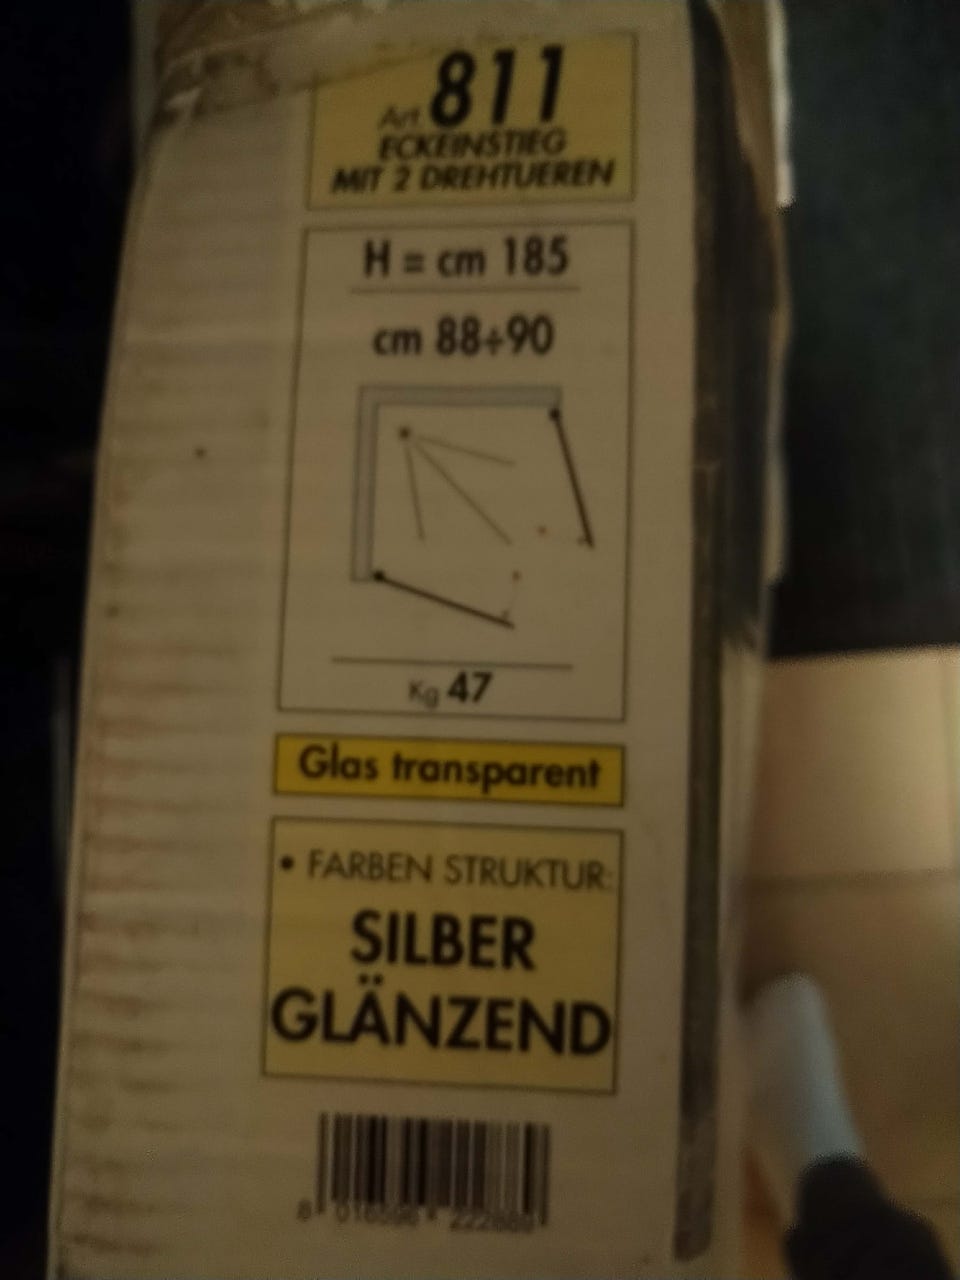 Art. 811
ECKEINSTIEG
MIT 2 DREHTUEREN
H = cm 185
cm 88÷90
Kg 47
Glas transparent
• FARBEN STRUKTUR:
SILBER
GLÄNZEND
8